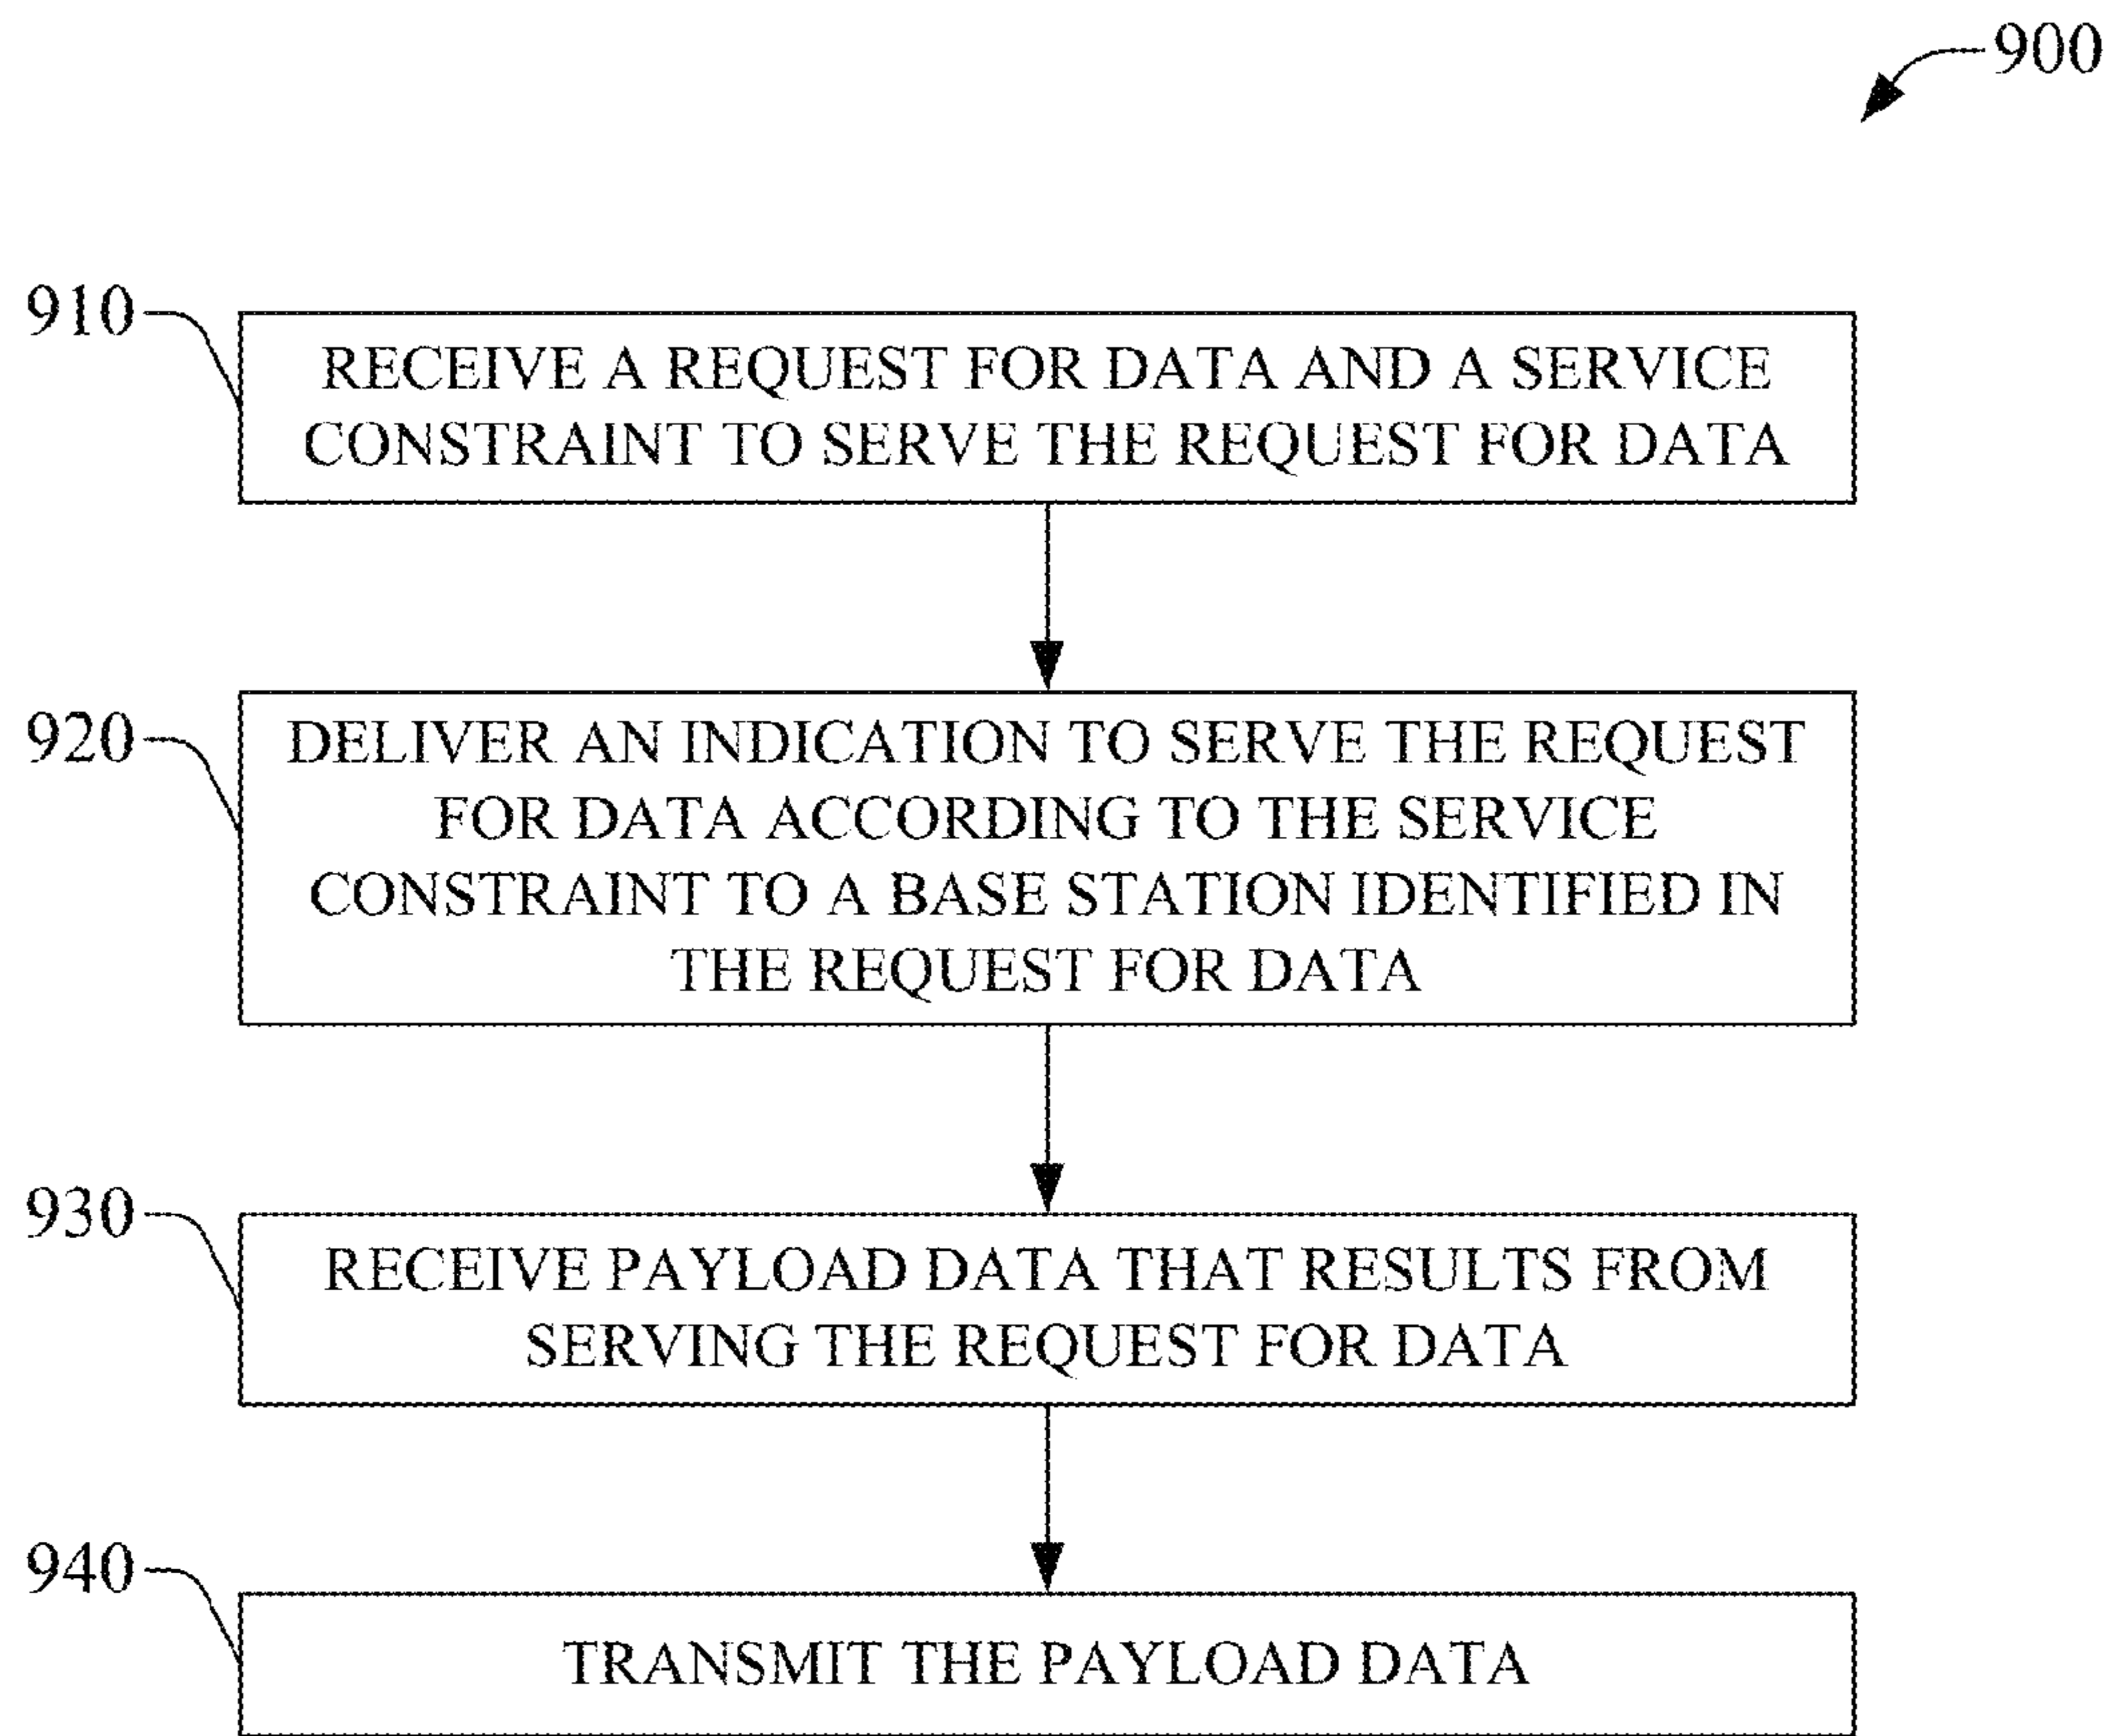 900
910
RECEIVE A REQUEST FOR DATA AND A SERVICE
CONSTRAINT TO SERVE THE REQUEST FOR DATA
920
DELIVER AN INDICATION TO SERVE THE REQUEST
FOR DATA ACCORDING TO THE SERVICE
CONSTRAINT TO A BASE STATION IDENTIFIED IN
THE REQUEST FOR DATA
930
RECEIVE PAYLOAD DATA THAT RESULTS FROM
SERVING THE REQUEST FOR DATA
940
TRANSMIT THE PAYLOAD DATA